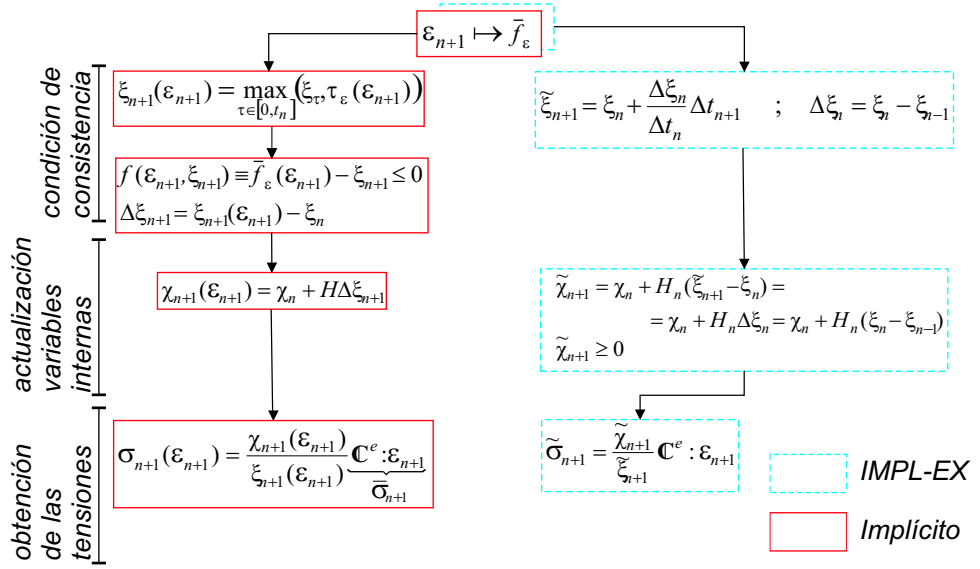 ε_{n+1} ↦ f̄_ε
condición de
consistencia
ξ_{n+1}(ε_{n+1}) = max_{τ∈[0,t_n]} (ξ_τ, τ_ε(ε_{n+1}))
f(ε_{n+1}, ξ_{n+1}) ≡ f̄_ε(ε_{n+1}) − ξ_{n+1} ≤ 0
Δξ_{n+1} = ξ_{n+1}(ε_{n+1}) − ξ_n
ξ̃_{n+1} = ξ_n + (Δξ_n / Δt_n) Δt_{n+1} ; Δξ_n = ξ_n − ξ_{n−1}
actualización
variables
internas
χ_{n+1}(ε_{n+1}) = χ_n + HΔξ_{n+1}
χ̃_{n+1} = χ_n + H_n(ξ̃_{n+1} − ξ_n) =
= χ_n + H_nΔξ_n = χ_n + H_n(ξ_n − ξ_{n−1})
χ̃_{n+1} ≥ 0
obtención
de las
tensiones
σ_{n+1}(ε_{n+1}) = (χ_{n+1}(ε_{n+1}) / ξ_{n+1}(ε_{n+1})) ℂ^e : ε_{n+1}
σ̄_{n+1}
σ̃_{n+1} = (χ̃_{n+1} / ξ̃_{n+1}) ℂ^e : ε_{n+1}
IMPL-EX
Implícito